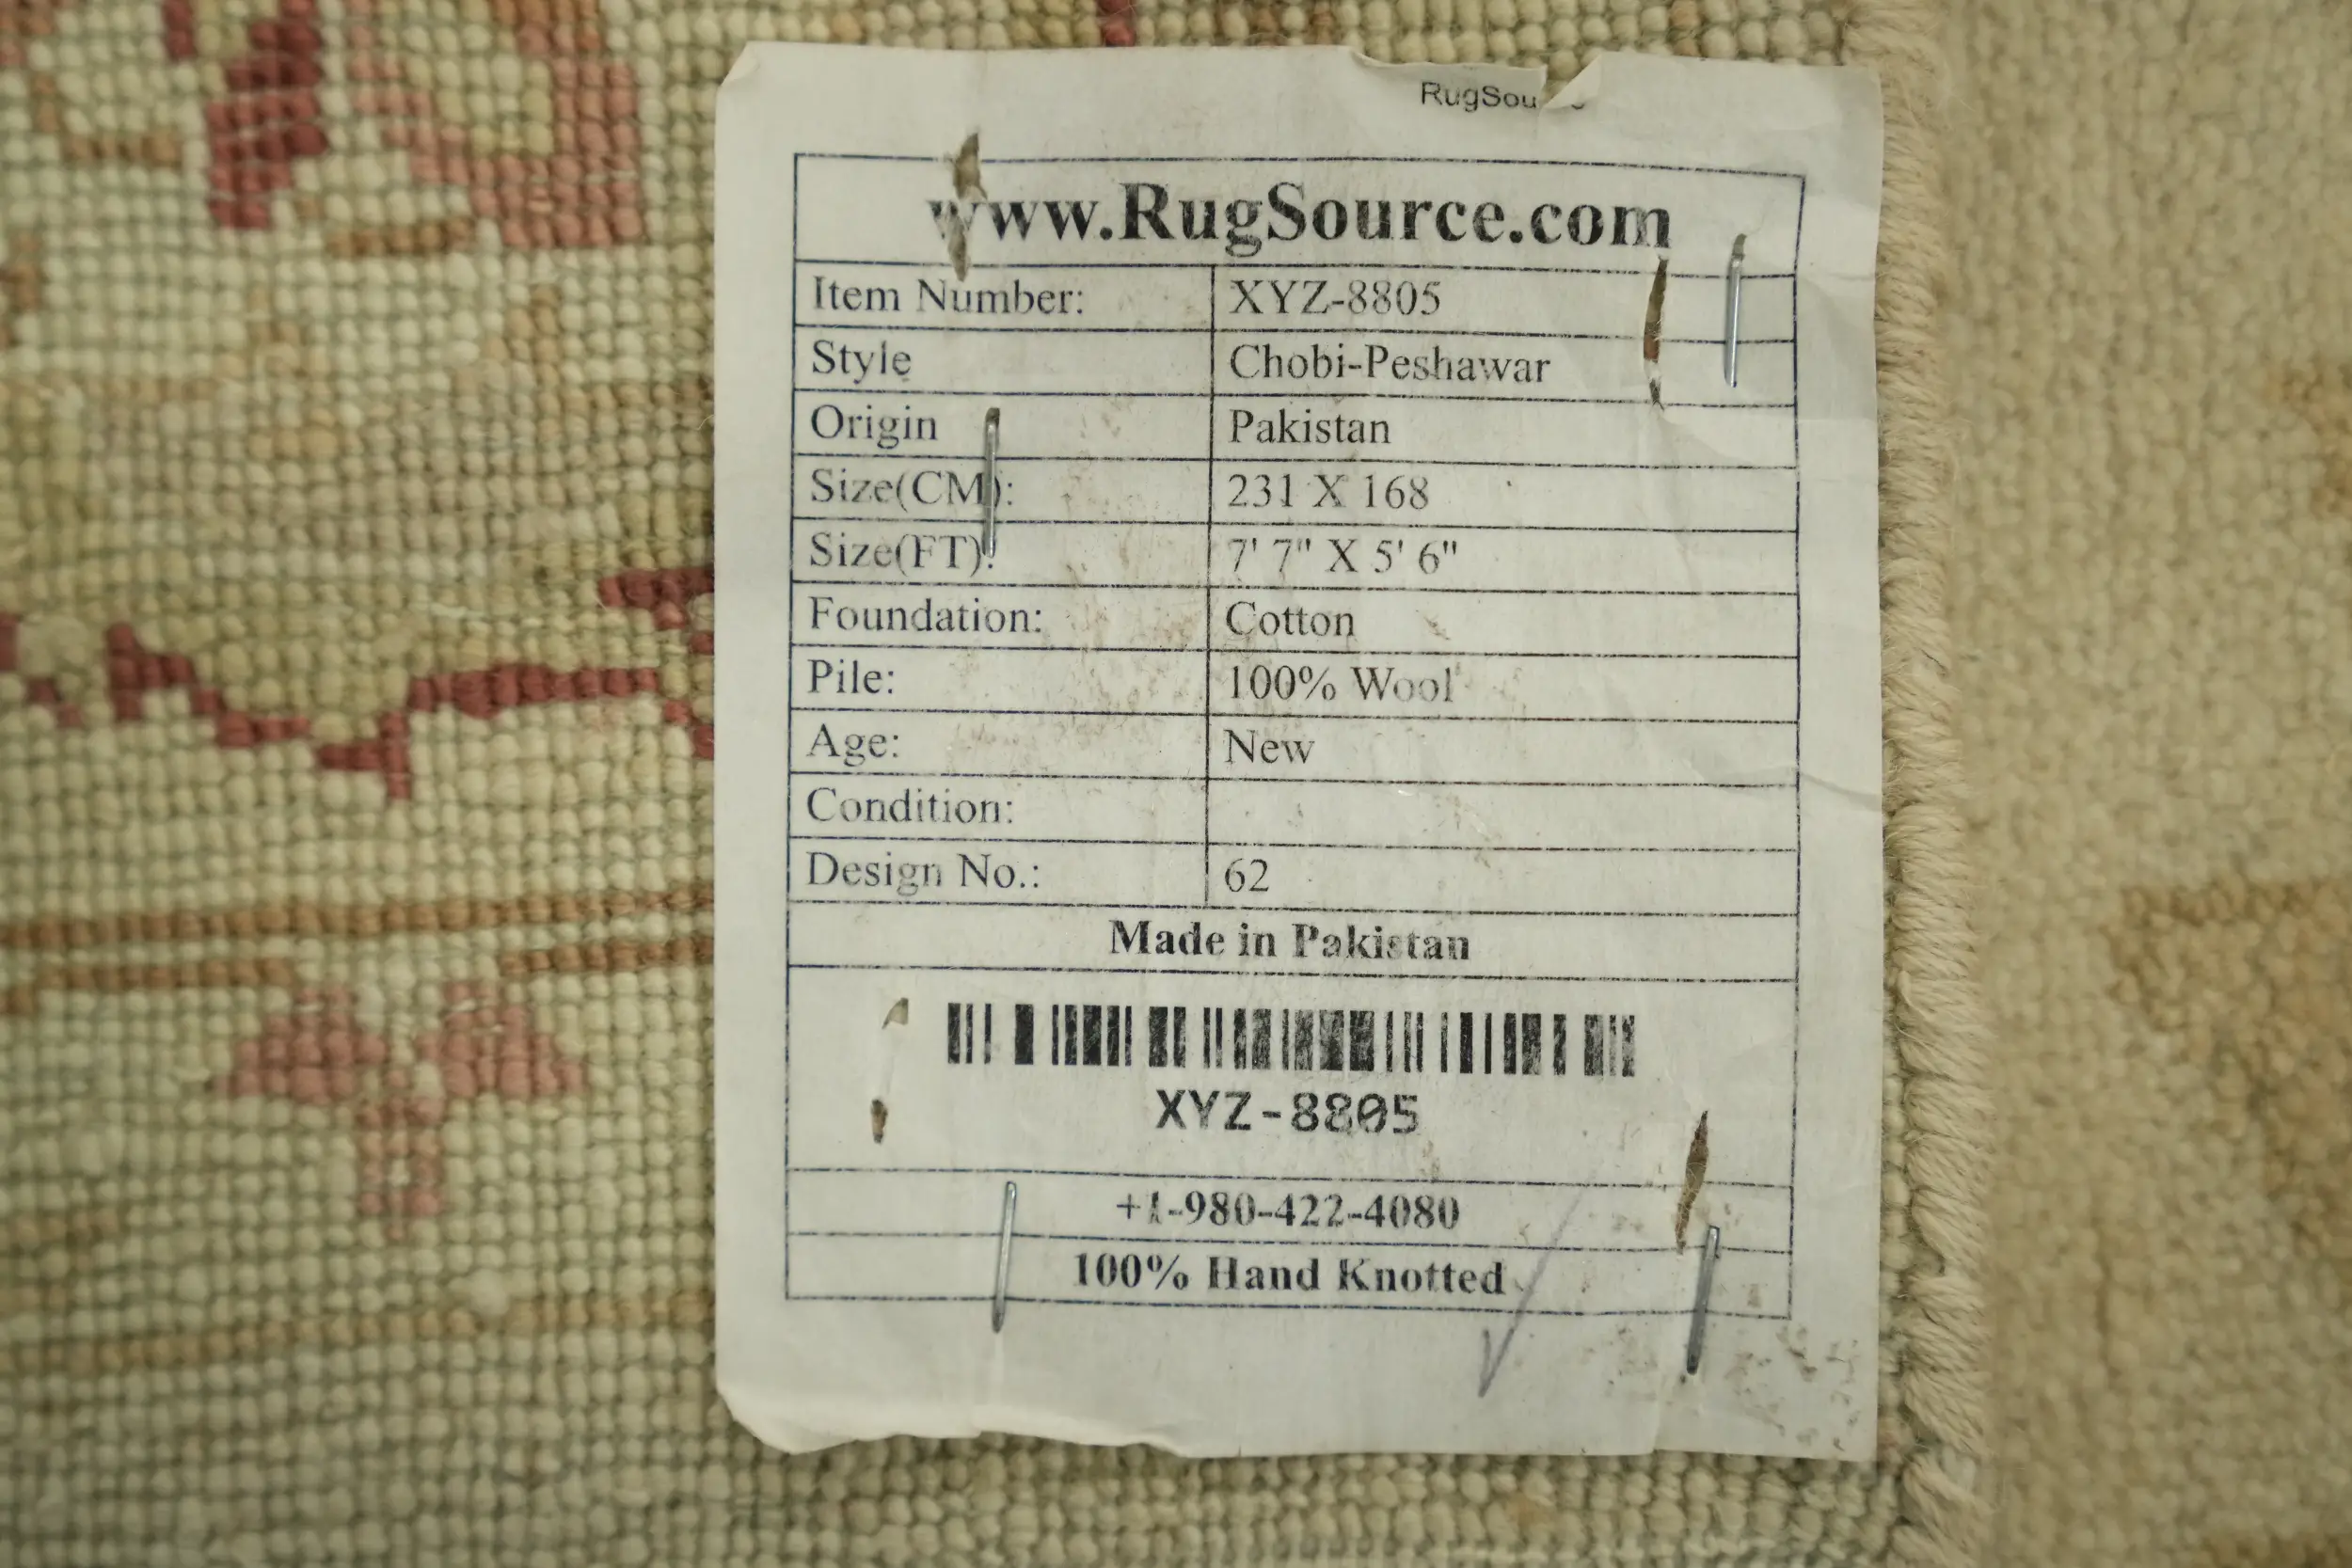 www.RugSource.com
Item Number: XYZ-8805
Style Chobi-Peshawar
Origin Pakistan
Size(CM): 231 X 168
Size(FT): 7' 7" X 5' 6"
Foundation: Cotton
Pile: 100% Wool
Age: New
Condition:
Design No.: 62
Made in Pakistan
XYZ-8805
+1-980-422-4080
100% Hand Knotted